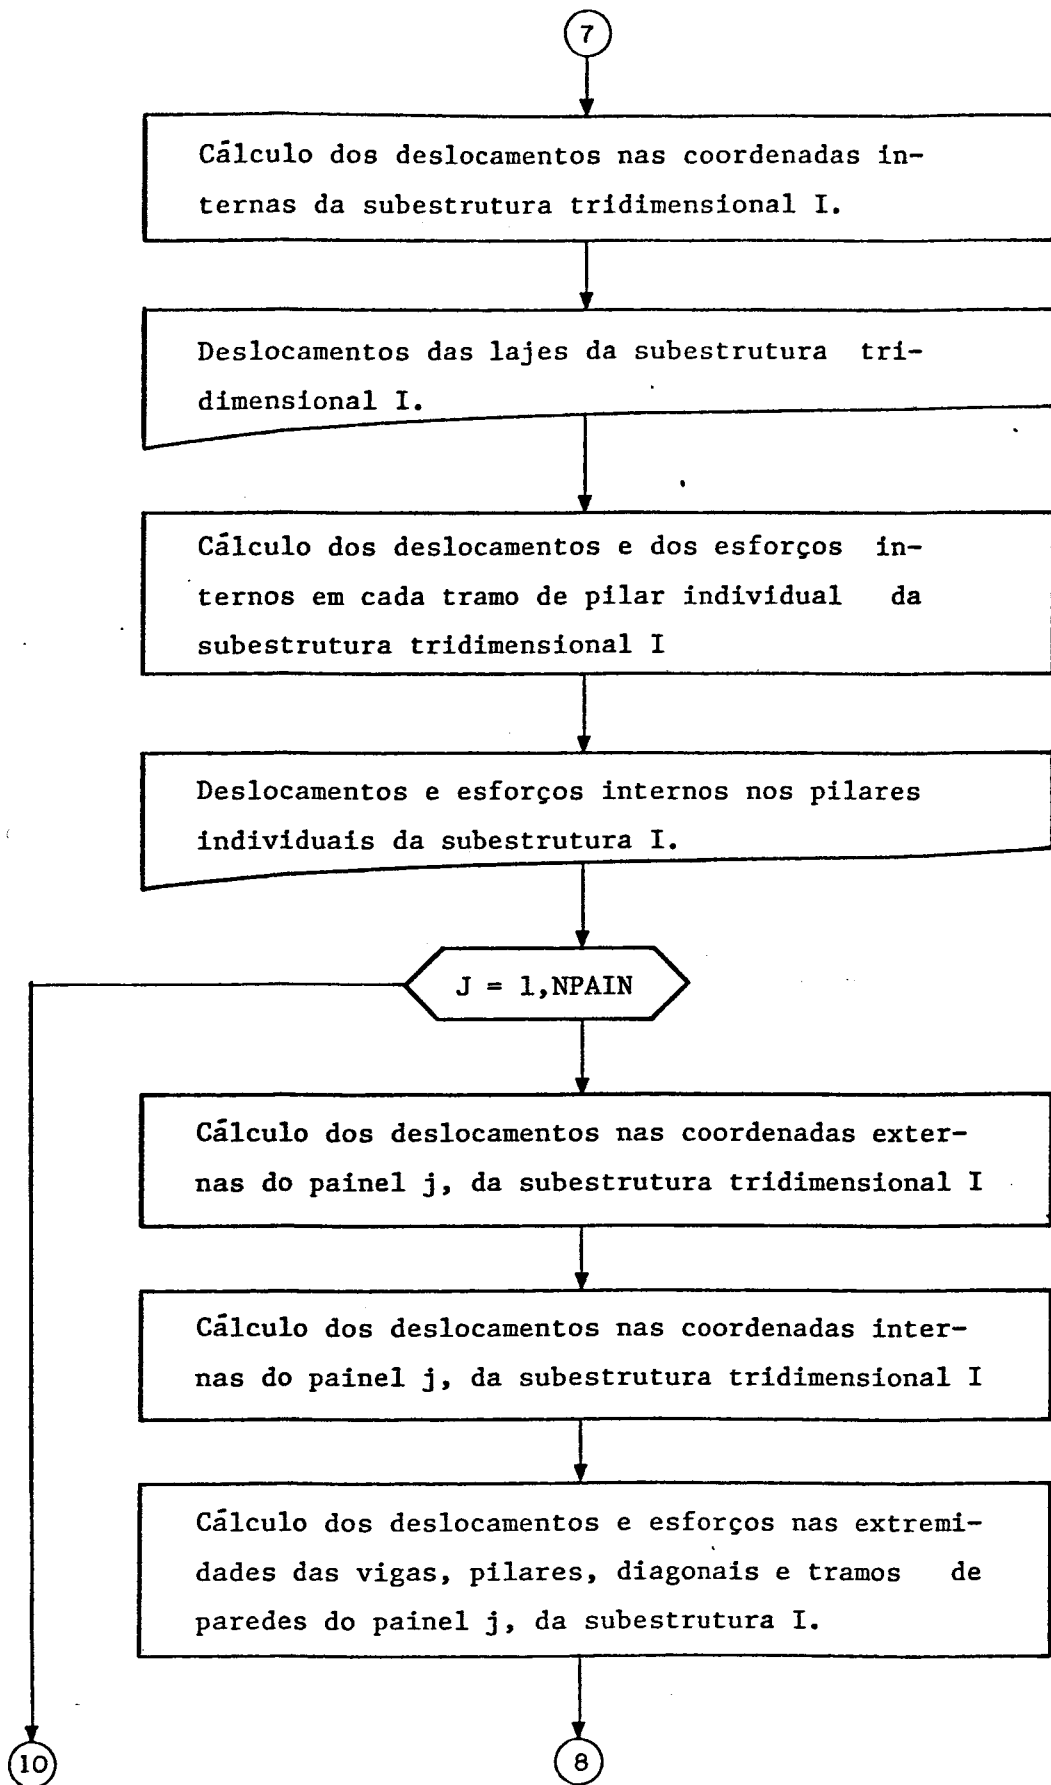 7
Cálculo dos deslocamentos nas coordenadas in-
ternas da subestrutura tridimensional I.
Deslocamentos das lajes da subestrutura tri-
dimensional I.
Cálculo dos deslocamentos e dos esforços in-
ternos em cada tramo de pilar individual da
subestrutura tridimensional I
Deslocamentos e esforços internos nos pilares
individuais da subestrutura I.
J = 1,NPAIN
Cálculo dos deslocamentos nas coordenadas exter-
nas do painel j, da subestrutura tridimensional I
Cálculo dos deslocamentos nas coordenadas inter-
nas do painel j, da subestrutura tridimensional I
Cálculo dos deslocamentos e esforços nas extremi-
dades das vigas, pilares, diagonais e tramos de
paredes do painel j, da subestrutura I.
10
8